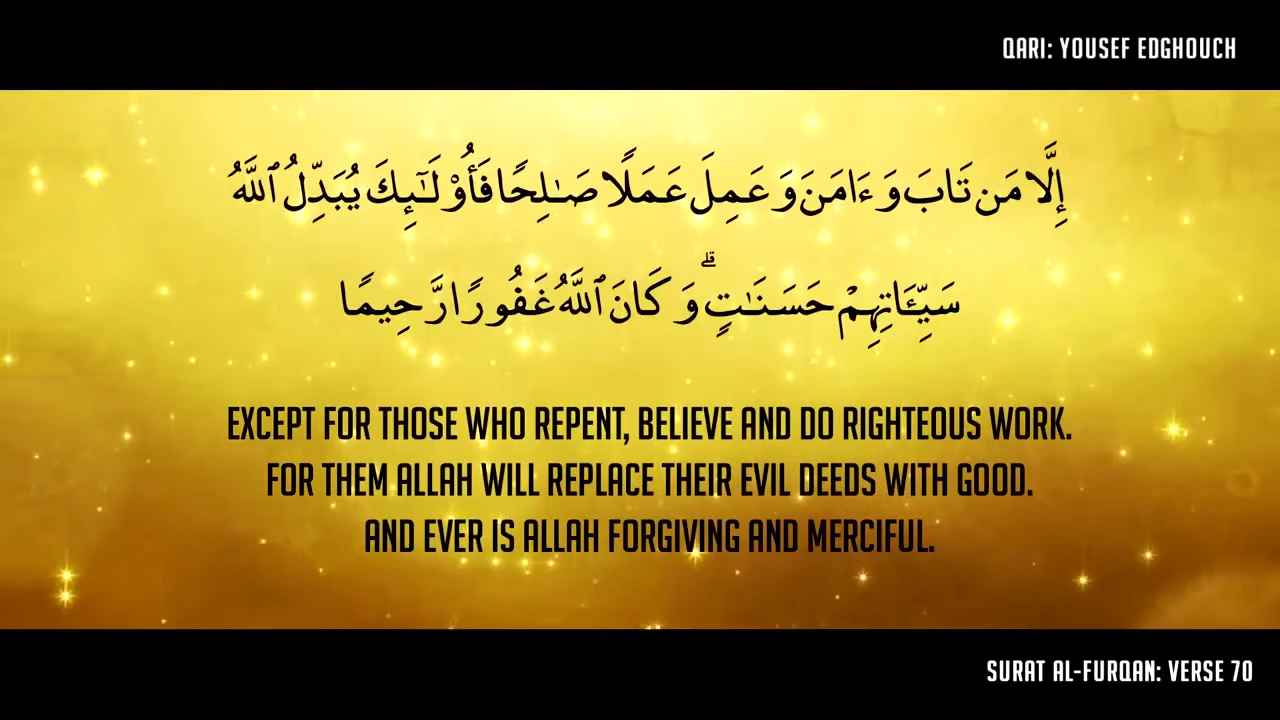 QARI: YOUSEF EDGHOUCH
إِلَّا مَن تَابَ وَءَامَنَ وَعَمِلَ عَمَلًا صَـٰلِحًا فَأُو۟لَـٰٓئِكَ يُبَدِّلُ ٱللَّهُ
سَيِّـَٔاتِهِمْ حَسَنَـٰتٍ ۗ وَكَانَ ٱللَّهُ غَفُورًا رَّحِيمًا
EXCEPT FOR THOSE WHO REPENT, BELIEVE AND DO RIGHTEOUS WORK.
FOR THEM ALLAH WILL REPLACE THEIR EVIL DEEDS WITH GOOD.
AND EVER IS ALLAH FORGIVING AND MERCIFUL.
SURAT AL-FURQAN: VERSE 70